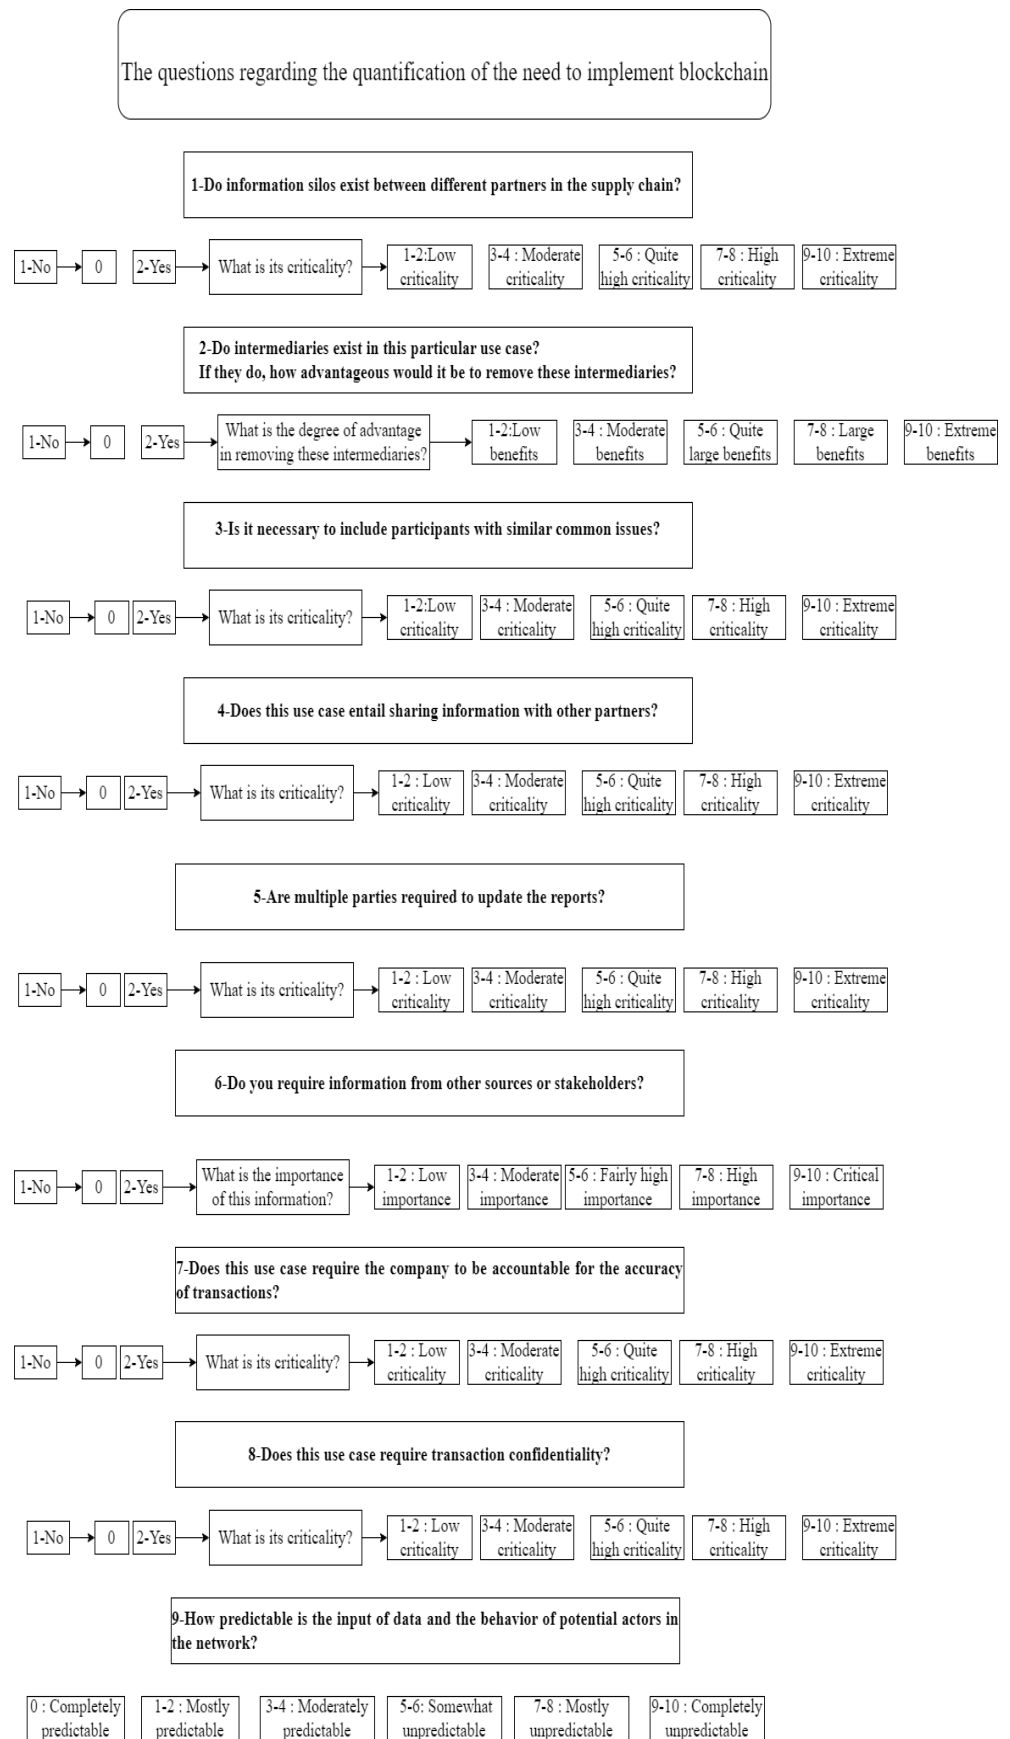 The questions regarding the quantification of the need to implement blockchain
1-Do information silos exist between different partners in the supply chain?
1-No
0
2-Yes
What is its criticality?
1-2:Low
criticality
3-4 : Moderate
criticality
5-6 : Quite
high criticality
7-8 : High
criticality
9-10 : Extreme
criticality
2-Do intermediaries exist in this particular use case?
If they do, how advantageous would it be to remove these intermediaries?
1-No
0
2-Yes
What is the degree of advantage
in removing these intermediaries?
1-2:Low
benefits
3-4 : Moderate
benefits
5-6 : Quite
large benefits
7-8 : Large
benefits
9-10 : Extreme
benefits
3-Is it necessary to include participants with similar common issues?
1-No
0
2-Yes
What is its criticality?
1-2:Low
criticality
3-4 : Moderate
criticality
5-6 : Quite
high criticality
7-8 : High
criticality
9-10 : Extreme
criticality
4-Does this use case entail sharing information with other partners?
1-No
0
2-Yes
What is its criticality?
1-2 : Low
criticality
3-4 : Moderate
criticality
5-6 : Quite
high criticality
7-8 : High
criticality
9-10 : Extreme
criticality
5-Are multiple parties required to update the reports?
1-No
0
2-Yes
What is its criticality?
1-2 : Low
criticality
3-4 : Moderate
criticality
5-6 : Quite
high criticality
7-8 : High
criticality
9-10 : Extreme
criticality
6-Do you require information from other sources or stakeholders?
1-No
0
2-Yes
What is the importance
of this information?
1-2 : Low
importance
3-4 : Moderate
importance
5-6 : Fairly high
importance
7-8 : High
importance
9-10 : Critical
importance
7-Does this use case require the company to be accountable for the accuracy
of transactions?
1-No
0
2-Yes
What is its criticality?
1-2 : Low
criticality
3-4 : Moderate
criticality
5-6 : Quite
high criticality
7-8 : High
criticality
9-10 : Extreme
criticality
8-Does this use case require transaction confidentiality?
1-No
0
2-Yes
What is its criticality?
1-2 : Low
criticality
3-4 : Moderate
criticality
5-6 : Quite
high criticality
7-8 : High
criticality
9-10 : Extreme
criticality
9-How predictable is the input of data and the behavior of potential actors in
the network?
0 : Completely
predictable
1-2 : Mostly
predictable
3-4 : Moderately
predictable
5-6: Somewhat
unpredictable
7-8 : Mostly
unpredictable
9-10 : Completely
unpredictable